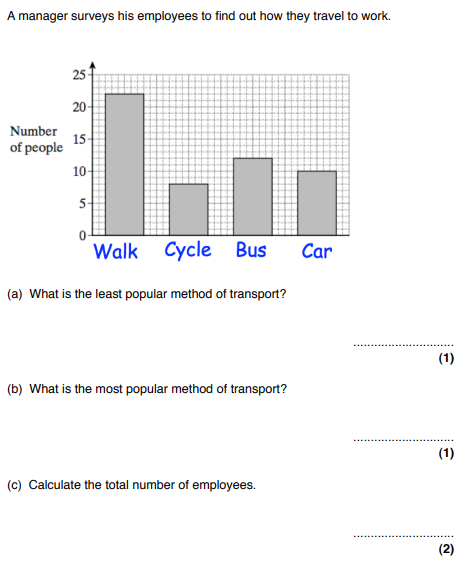 A manager surveys his employees to find out how they travel to work.
25
20
Number
of people
15
10
5
0
Walk Cycle Bus Car
(a) What is the least popular method of transport?
..............................
(1)
(b) What is the most popular method of transport?
..............................
(1)
(c) Calculate the total number of employees.
..............................
(2)